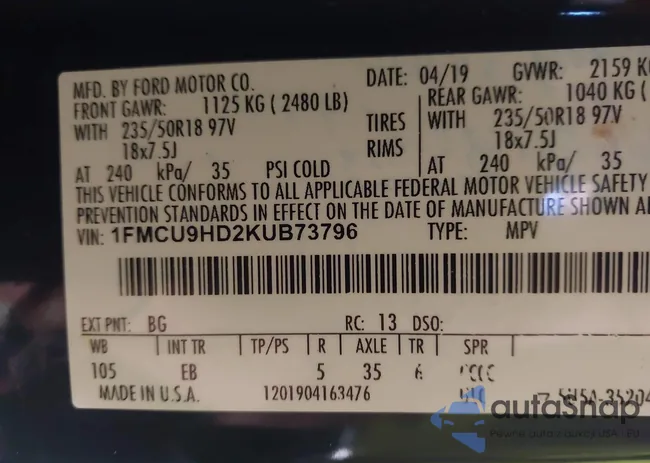 MFD. BY FORD MOTOR CO. DATE: 04/19 GVWR: 2159 KG
FRONT GAWR: 1125 KG ( 2480 LB) REAR GAWR: 1040 KG
WITH 235/50R18 97V TIRES WITH 235/50R18 97V
18x7.5J RIMS 18x7.5J
AT 240 kPa/ 35 PSI COLD AT 240 kPa/ 35
THIS VEHICLE CONFORMS TO ALL APPLICABLE FEDERAL MOTOR VEHICLE SAFETY
PREVENTION STANDARDS IN EFFECT ON THE DATE OF MANUFACTURE SHOWN
VIN: 1FMCU9HD2KUB73796 TYPE: MPV
EXT PNT: BG RC: 13 DSO:
WB INT TR TP/PS R AXLE TR SPR
105 EB 5 35 6
MADE IN U.S.A. 1201904163476
autoSnap